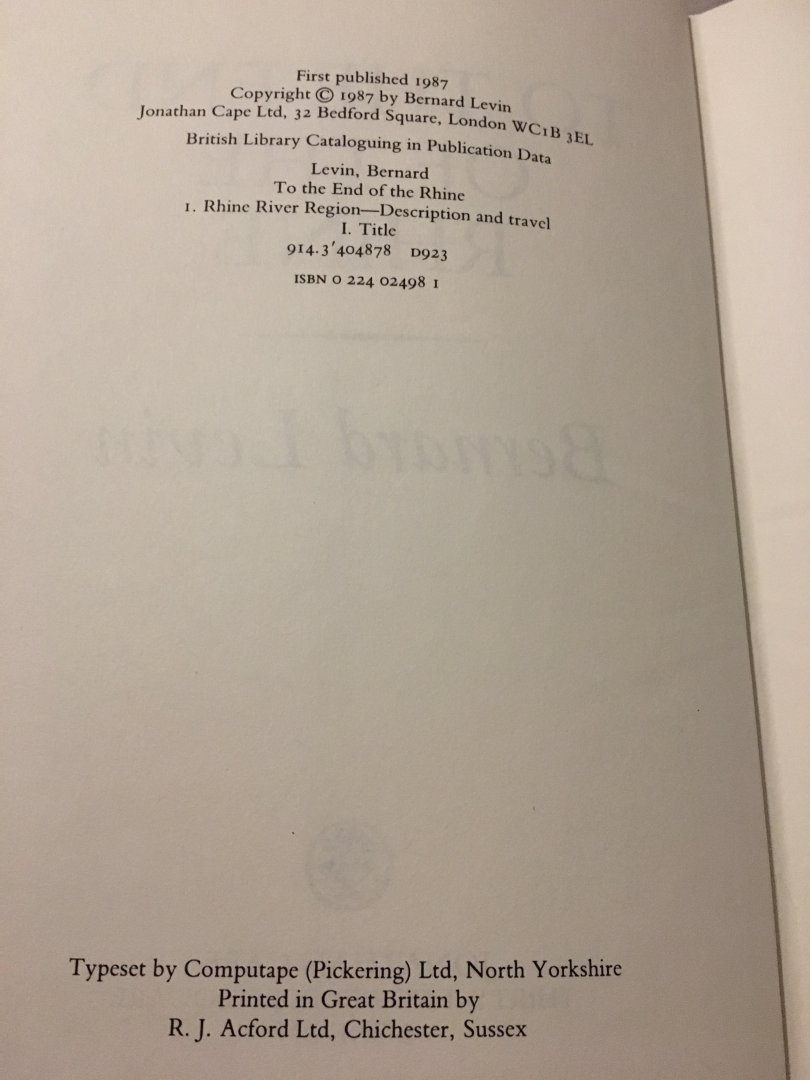 First published 1987
Copyright © 1987 by Bernard Levin
Jonathan Cape Ltd, 32 Bedford Square, London WC1B 3EL
British Library Cataloguing in Publication Data
Levin, Bernard
To the End of the Rhine
1. Rhine River Region—Description and travel
I. Title
914.3′404878 D923
ISBN 0 224 02498 1
Bernard Levin
Typeset by Computape (Pickering) Ltd, North Yorkshire
Printed in Great Britain by
R. J. Acford Ltd, Chichester, Sussex